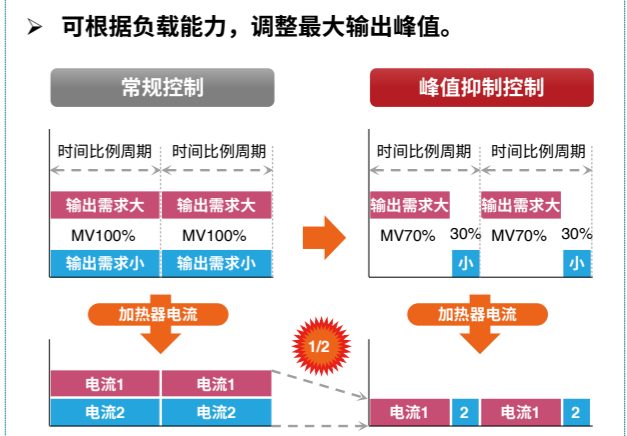 ➢ 可根据负载能力，调整最大输出峰值。
常规控制
峰值抑制控制
时间比例周期 时间比例周期
输出需求大 输出需求大
MV100% MV100%
输出需求小 输出需求小
时间比例周期 时间比例周期
输出需求大 输出需求大
MV70% 30% MV70% 30%
小 小
加热器电流
加热器电流
1/2
电流1 电流1
电流2 电流2
电流1 2 电流1 2